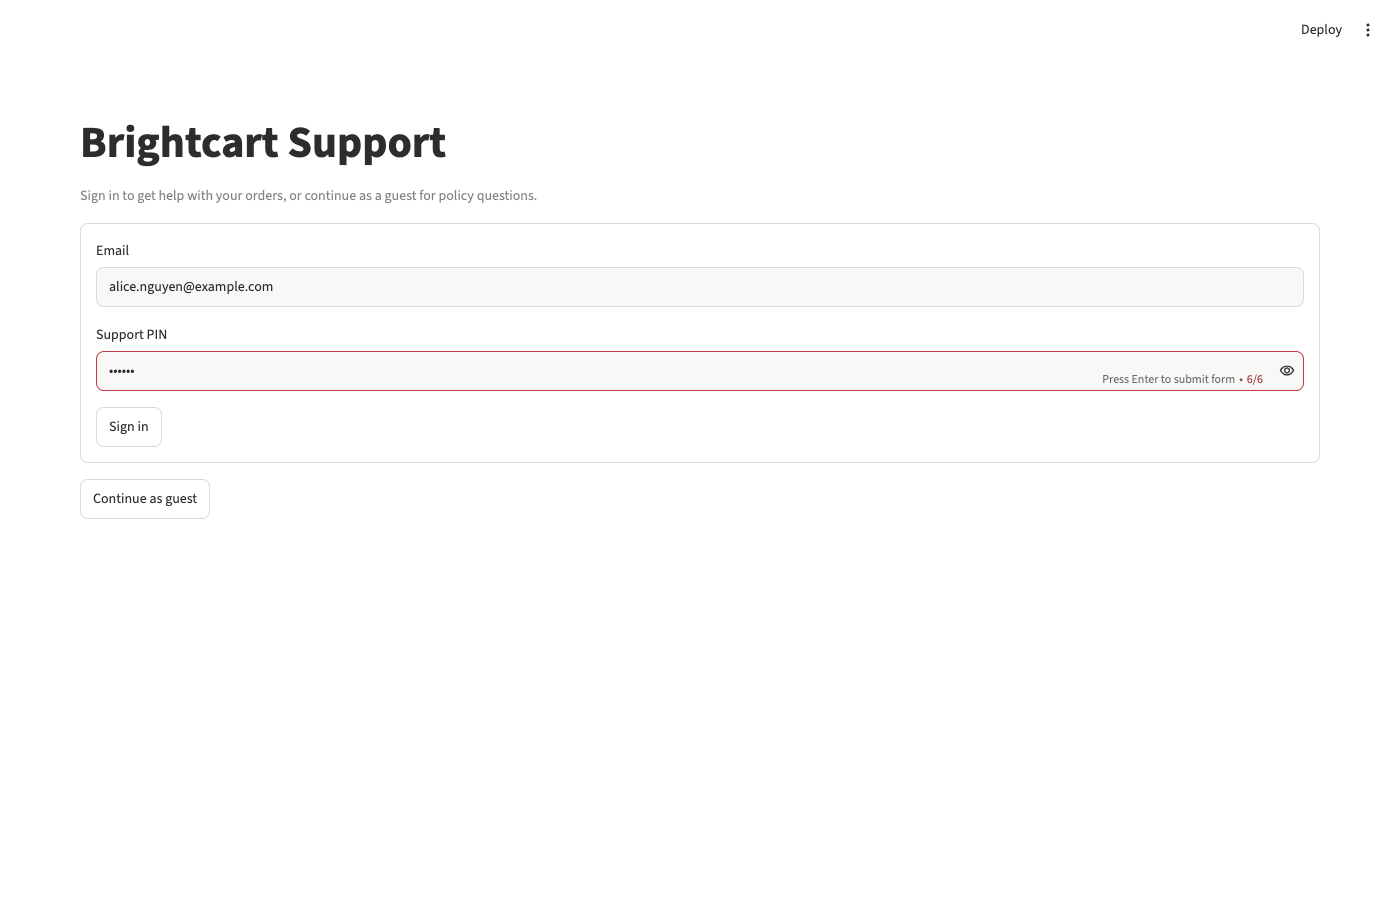 Deploy
Brightcart Support
Sign in to get help with your orders, or continue as a guest for policy questions.
Email
alice.nguyen@example.com
Support PIN
••••••
Press Enter to submit form • 6/6
Sign in
Continue as guest